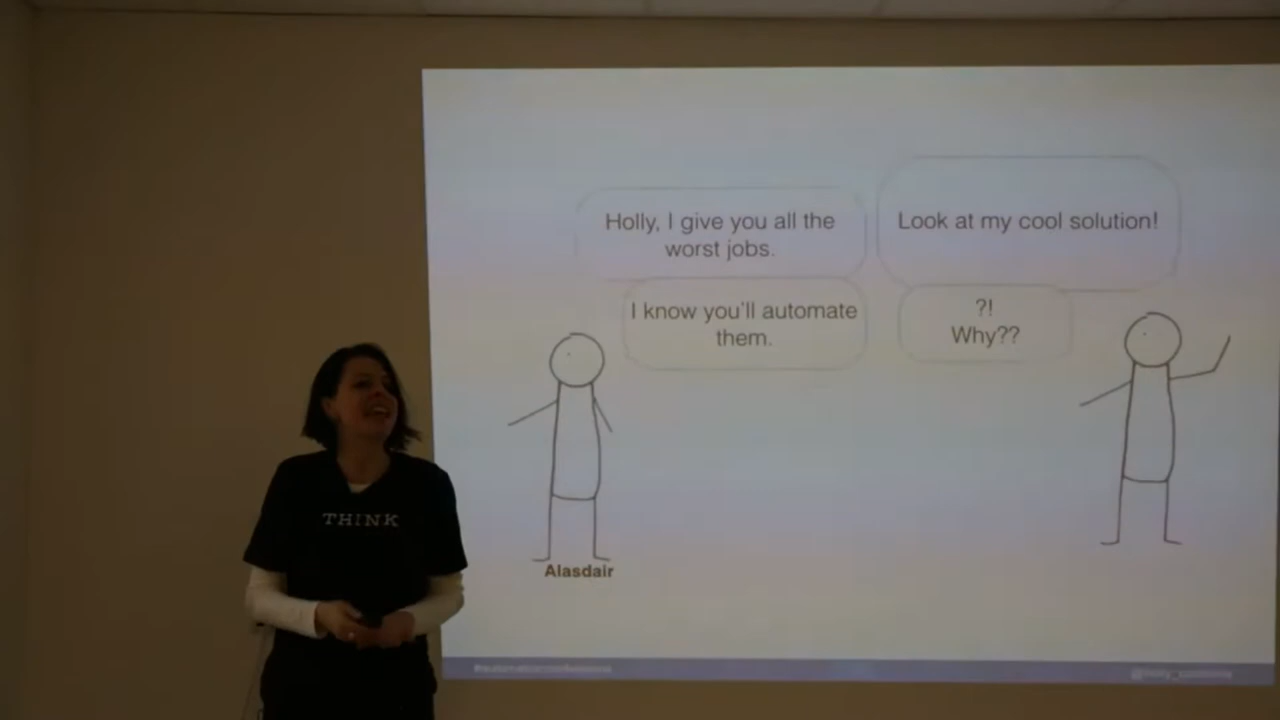 Holly, I give you all the
worst jobs.
Look at my cool solution!
I know you'll automate
them.
?!
Why??
THINK
Alasdair